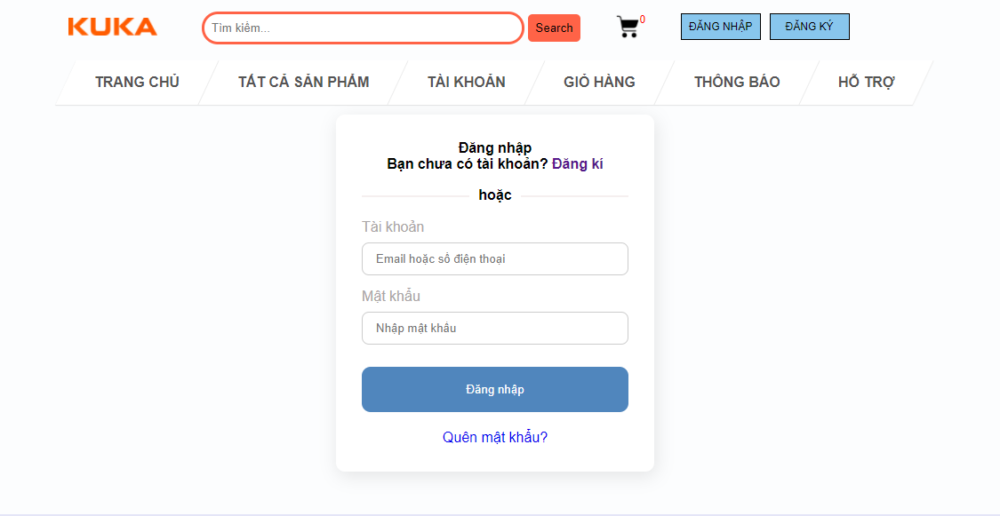 KUKA
Tìm kiếm...
Search
0
ĐĂNG NHẬP
ĐĂNG KÝ
TRANG CHỦ
TẤT CẢ SẢN PHẨM
TÀI KHOẢN
GIỎ HÀNG
THÔNG BÁO
HỖ TRỢ
Đăng nhập
Bạn chưa có tài khoản? Đăng kí
hoặc
Tài khoản
Email hoặc số điện thoại
Mật khẩu
Nhập mật khẩu
Đăng nhập
Quên mật khẩu?